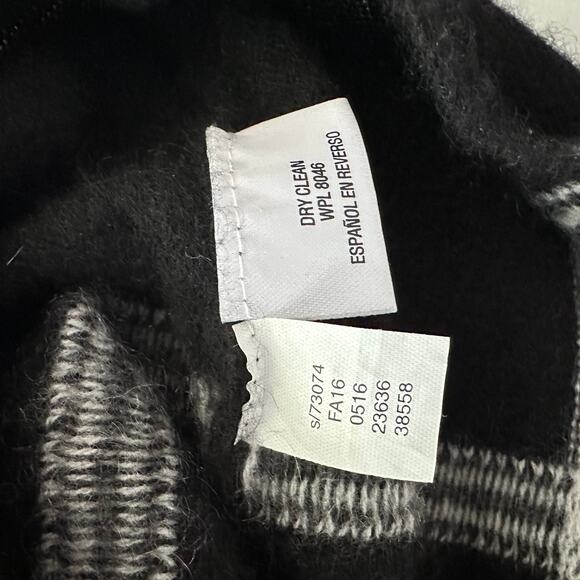 DRY CLEAN
WPL 8046
ESPAÑOL EN REVERSO
s/73074
FA16
0516
23636
38558